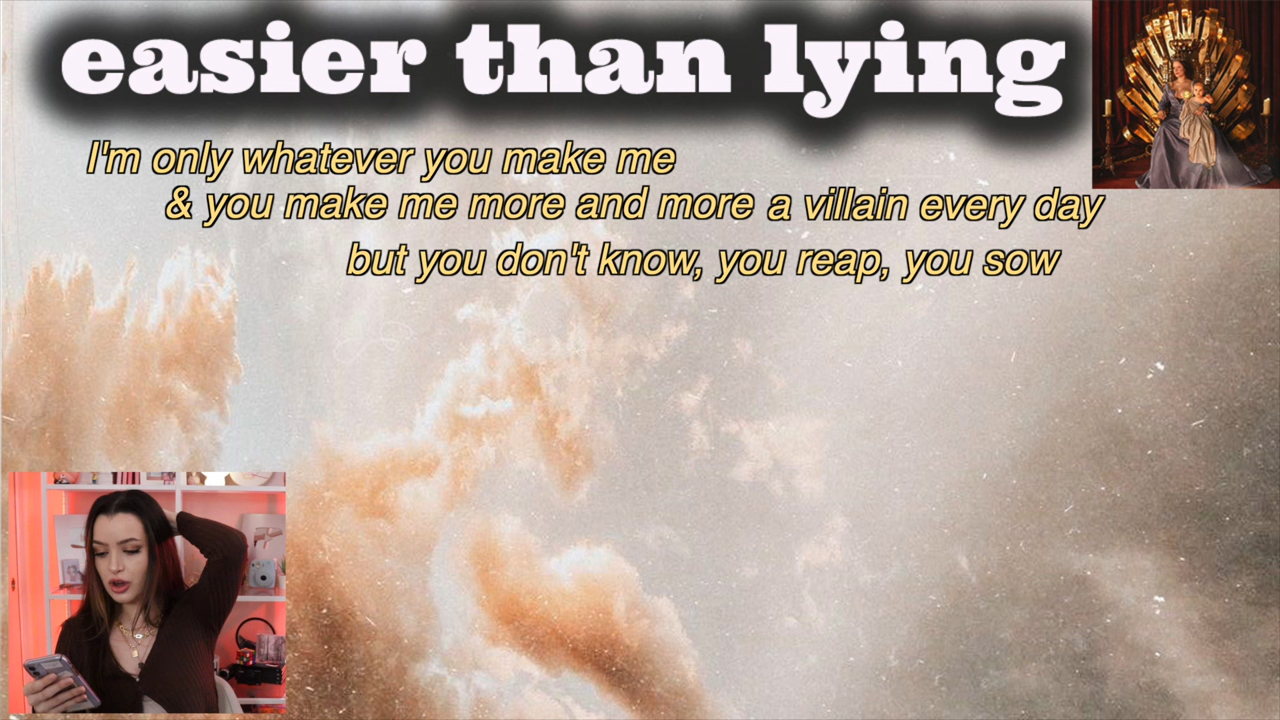 easier than lying
I'm only whatever you make me
& you make me more and more a villain every day
but you don't know, you reap, you sow